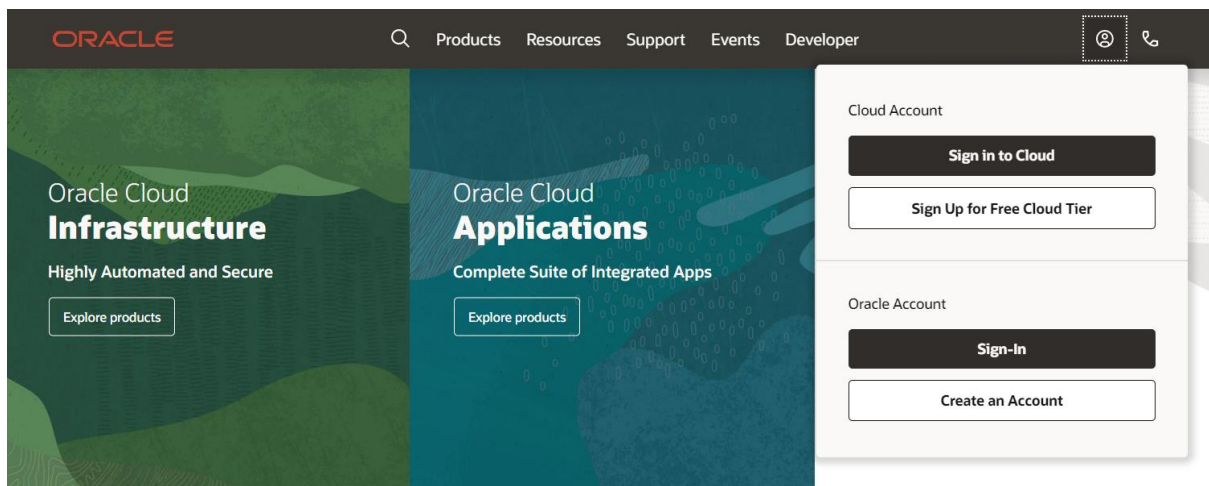 ORACLE
Products Resources Support Events Developer
Oracle Cloud
Infrastructure
Highly Automated and Secure
Explore products
Oracle Cloud
Applications
Complete Suite of Integrated Apps
Explore products
Cloud Account
Sign in to Cloud
Sign Up for Free Cloud Tier
Oracle Account
Sign-In
Create an Account